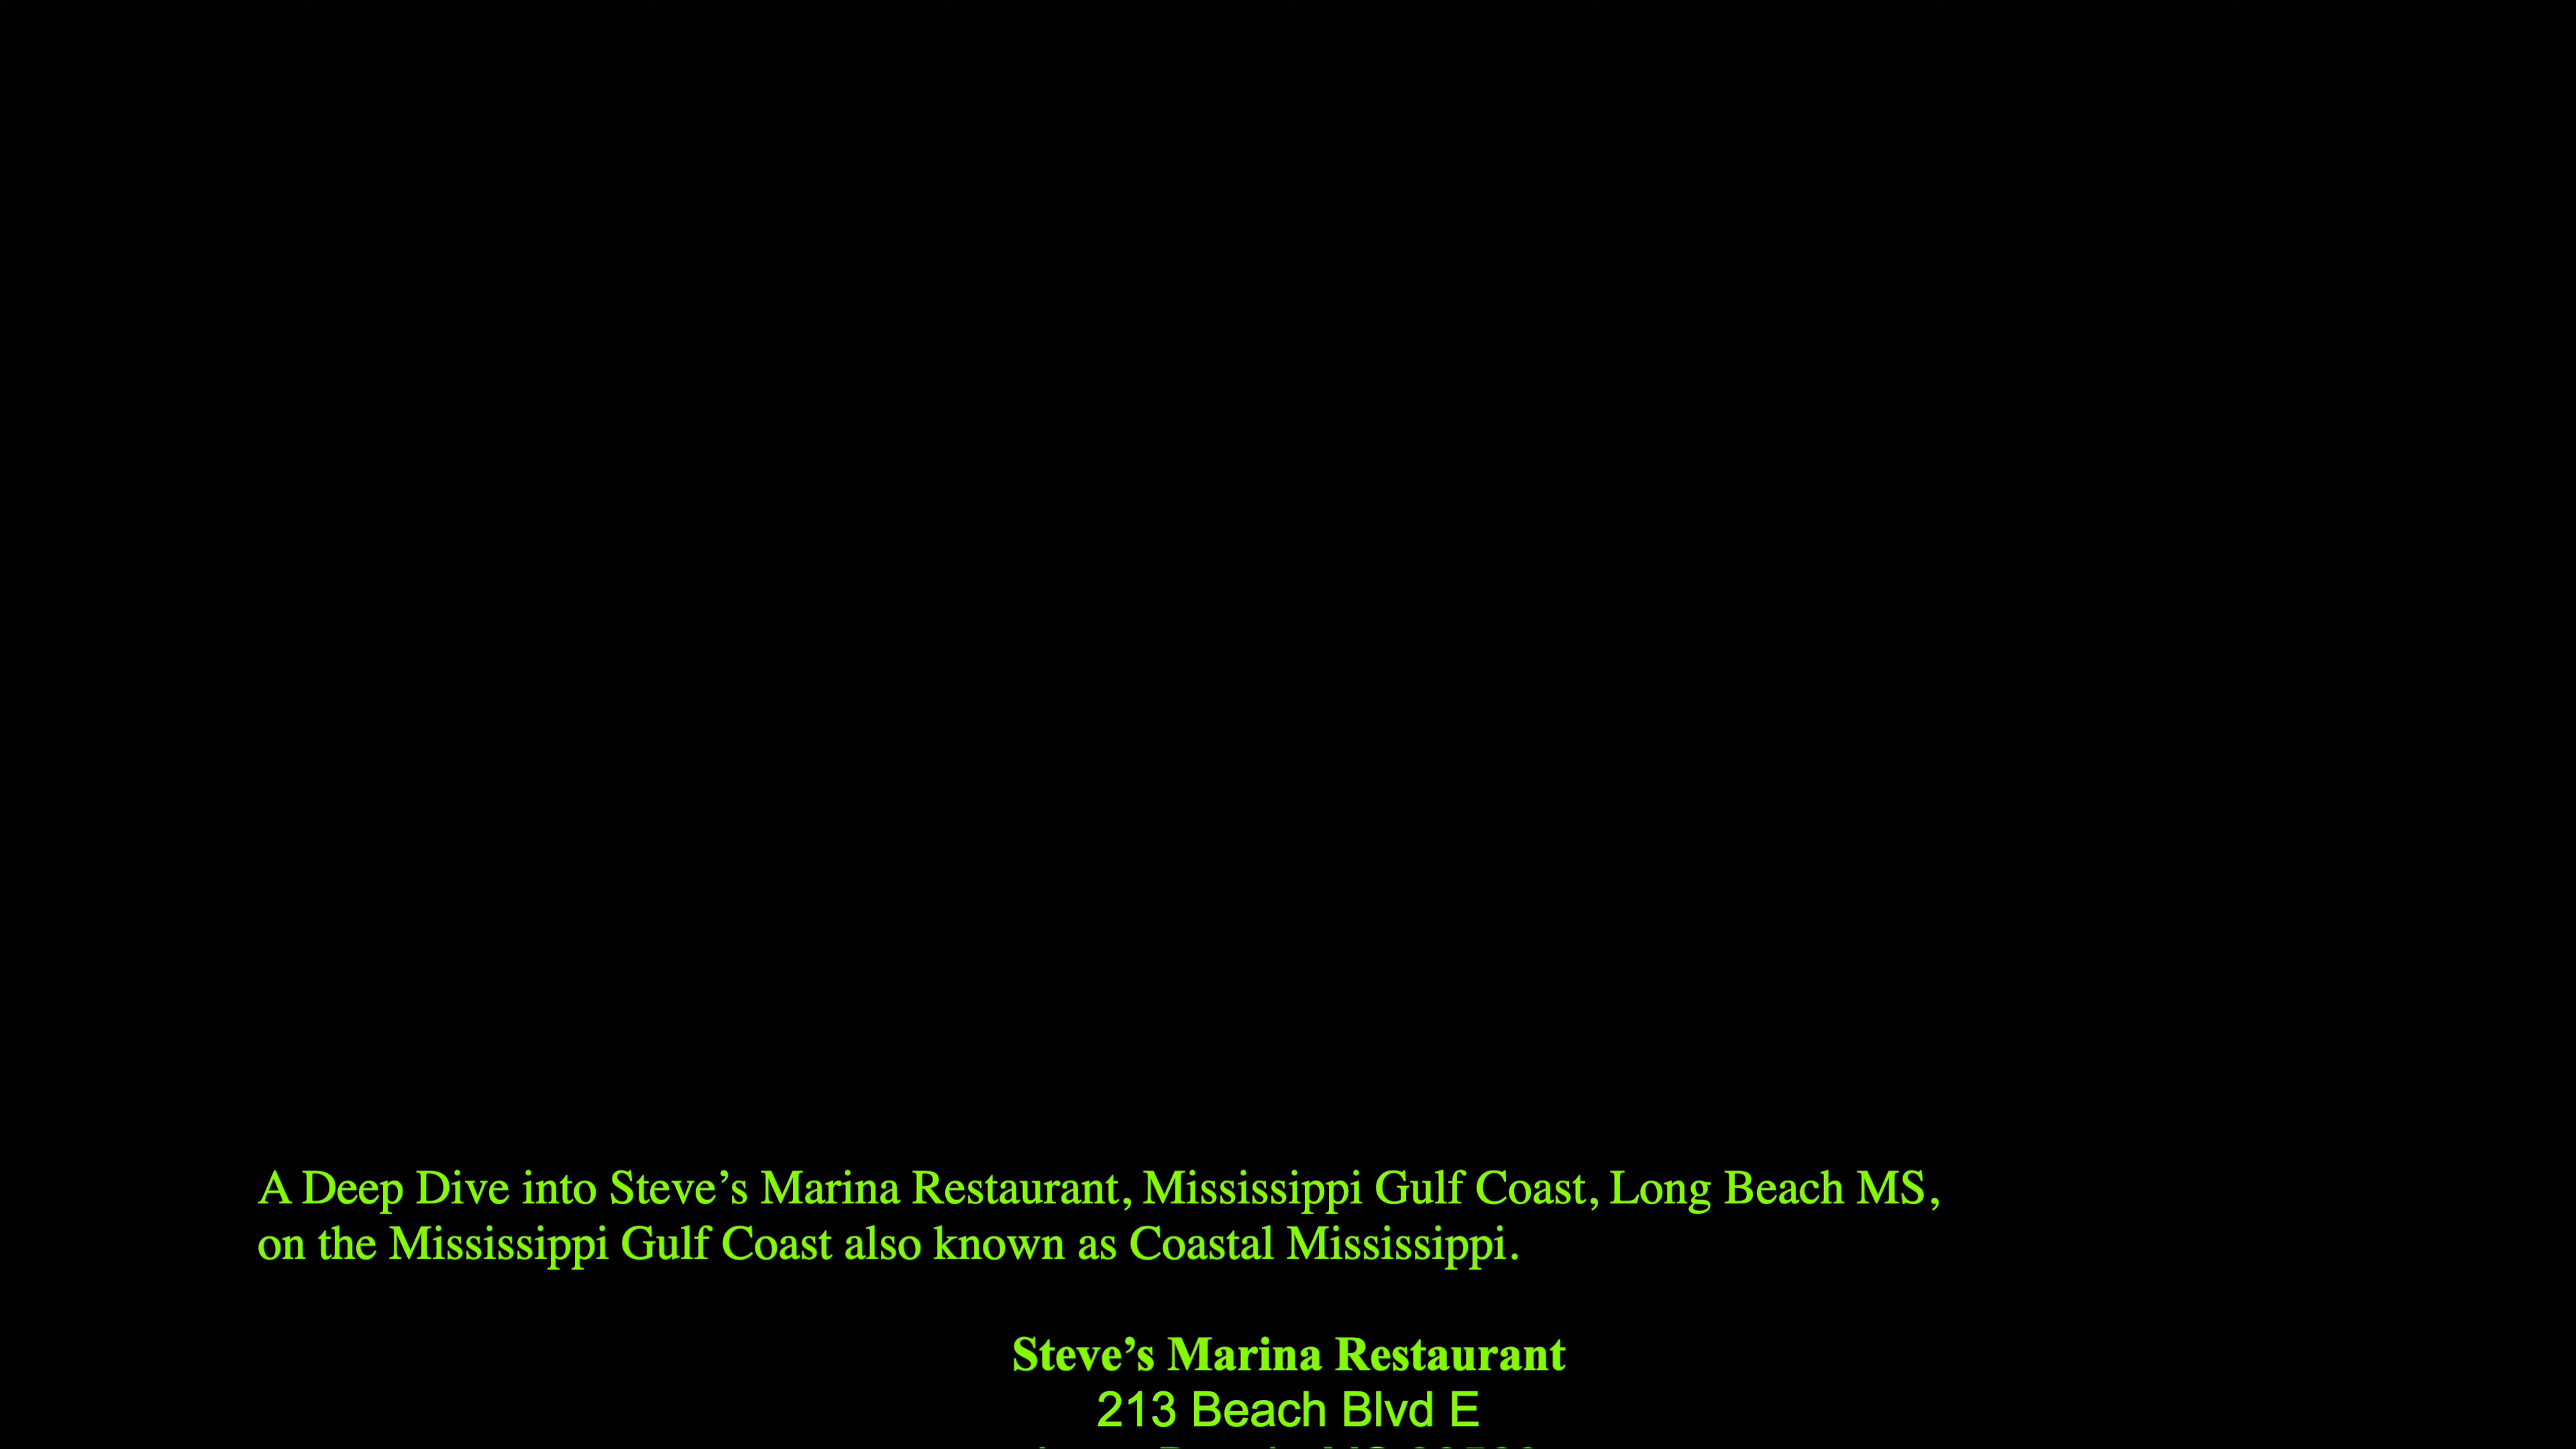 A Deep Dive into Steve’s Marina Restaurant, Mississippi Gulf Coast, Long Beach MS,
on the Mississippi Gulf Coast also known as Coastal Mississippi.
Steve’s Marina Restaurant
213 Beach Blvd E